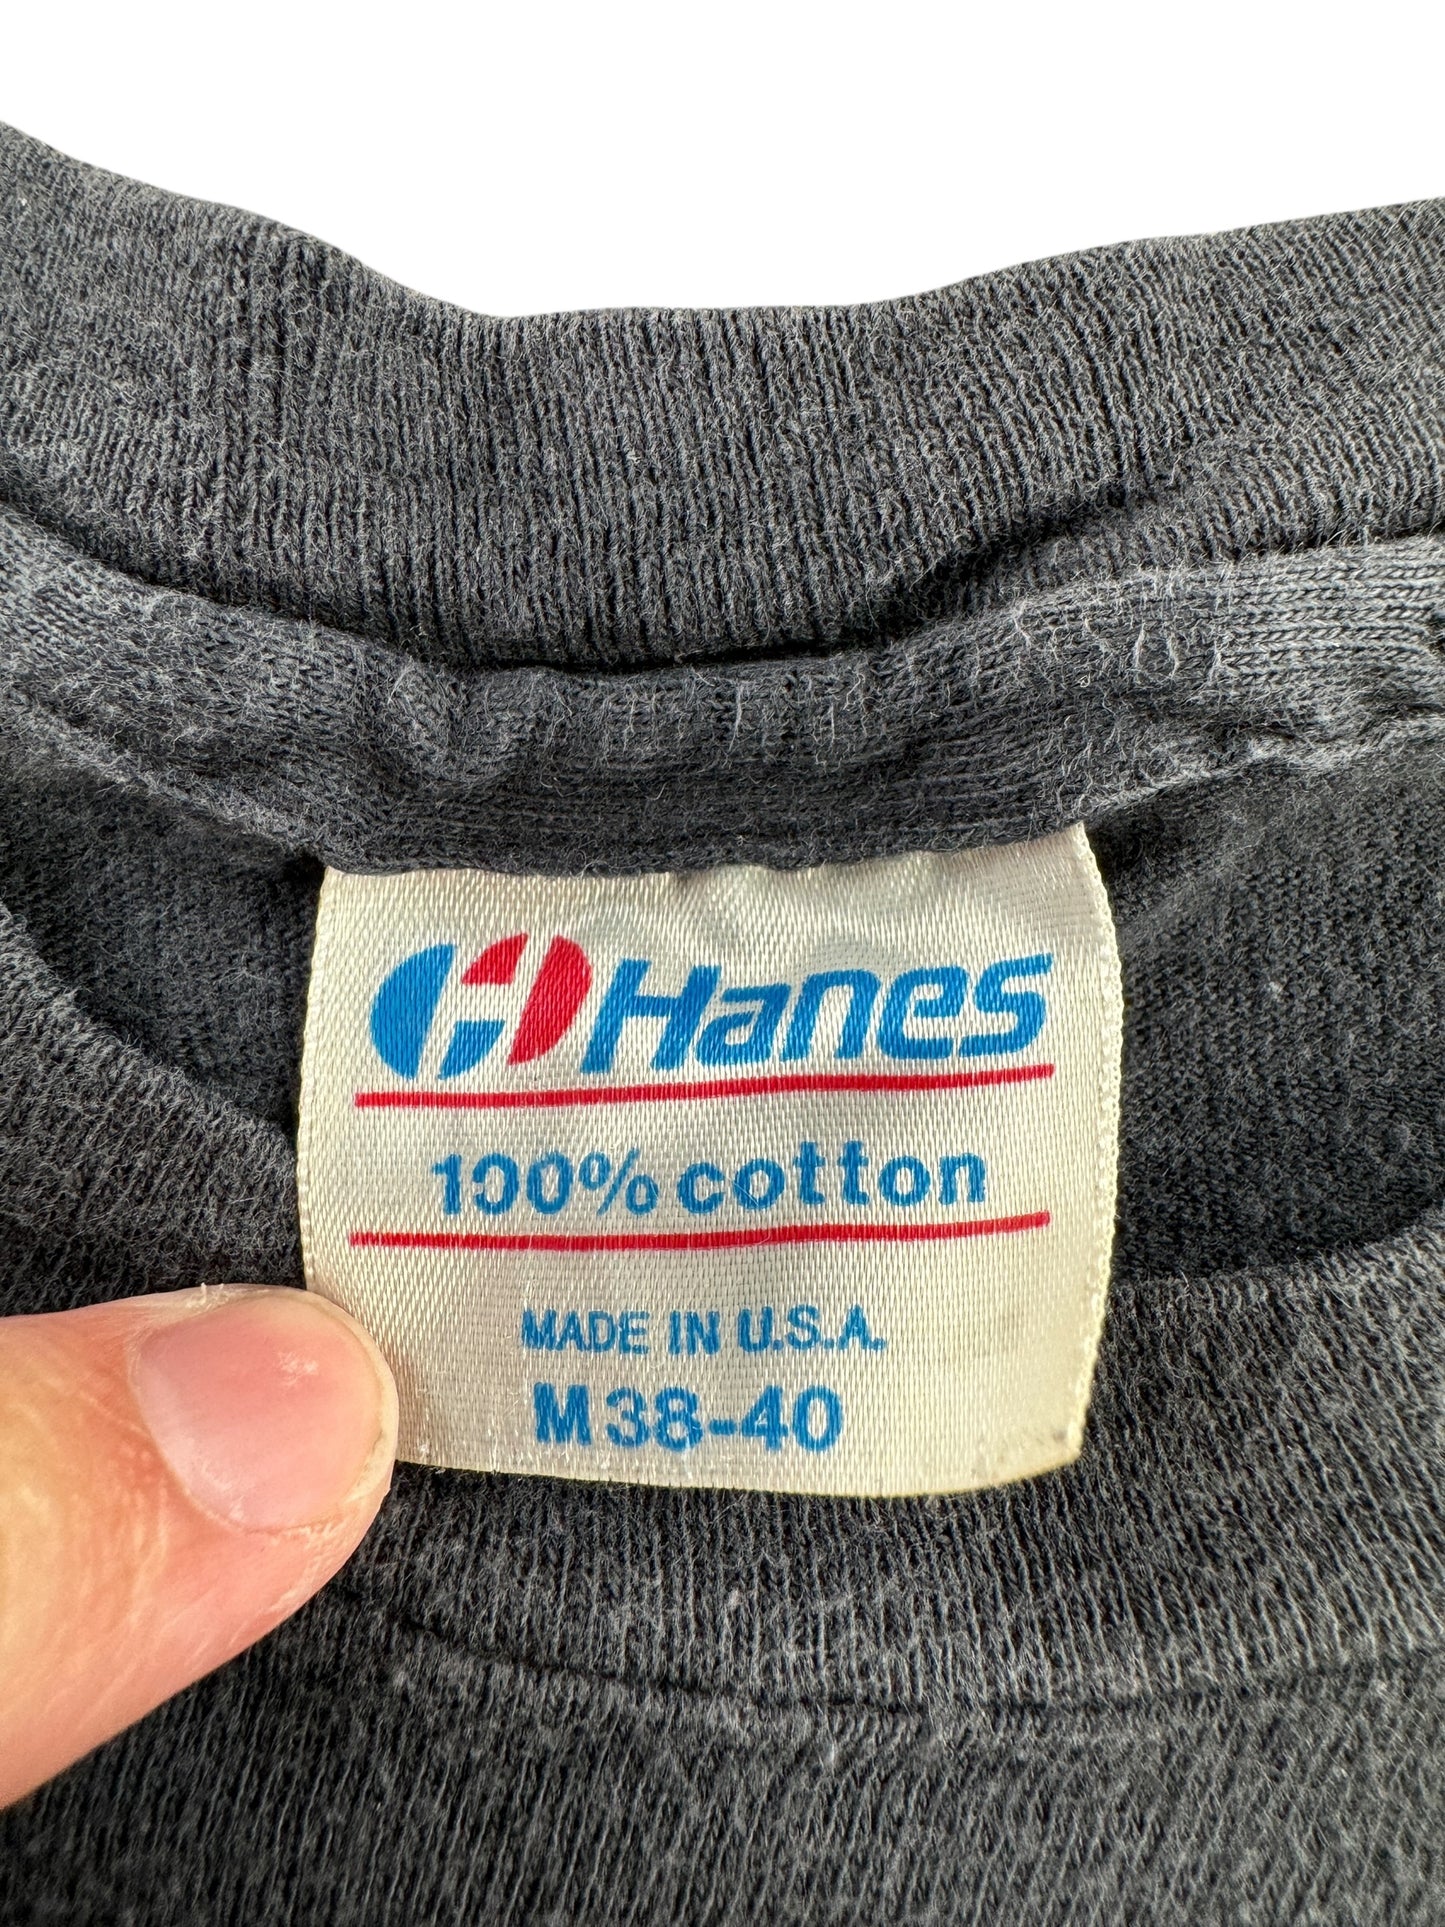 Hanes
100% cotton
MADE IN U.S.A.
M 38-40